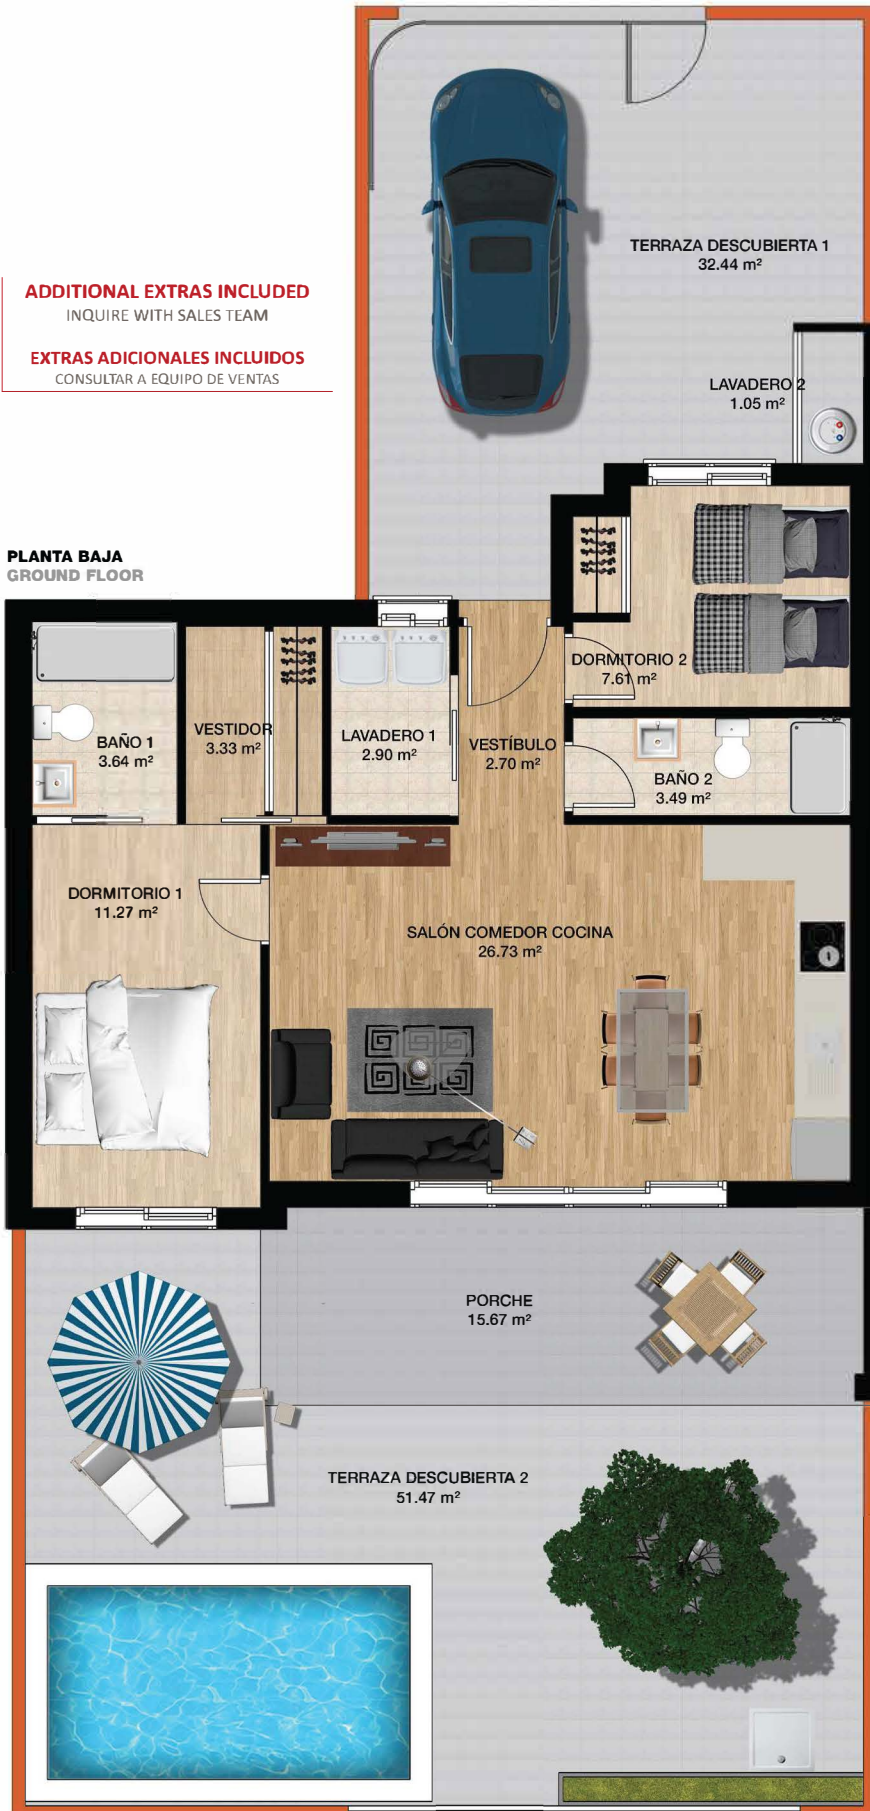 TERRAZA DESCUBIERTA 1
32.44 m²
ADDITIONAL EXTRAS INCLUDED
INQUIRE WITH SALES TEAM
EXTRAS ADICIONALES INCLUIDOS
CONSULTAR A EQUIPO DE VENTAS
LAVADERO 2
1.05 m²
PLANTA BAJA
GROUND FLOOR
DORMITORIO 2
7.61 m²
BAÑO 1
3.64 m²
VESTIDOR
3.33 m²
LAVADERO 1
2.90 m²
VESTÍBULO
2.70 m²
BAÑO 2
3.49 m²
DORMITORIO 1
11.27 m²
SALÓN COMEDOR COCINA
26.73 m²
PORCHE
15.67 m²
TERRAZA DESCUBIERTA 2
51.47 m²